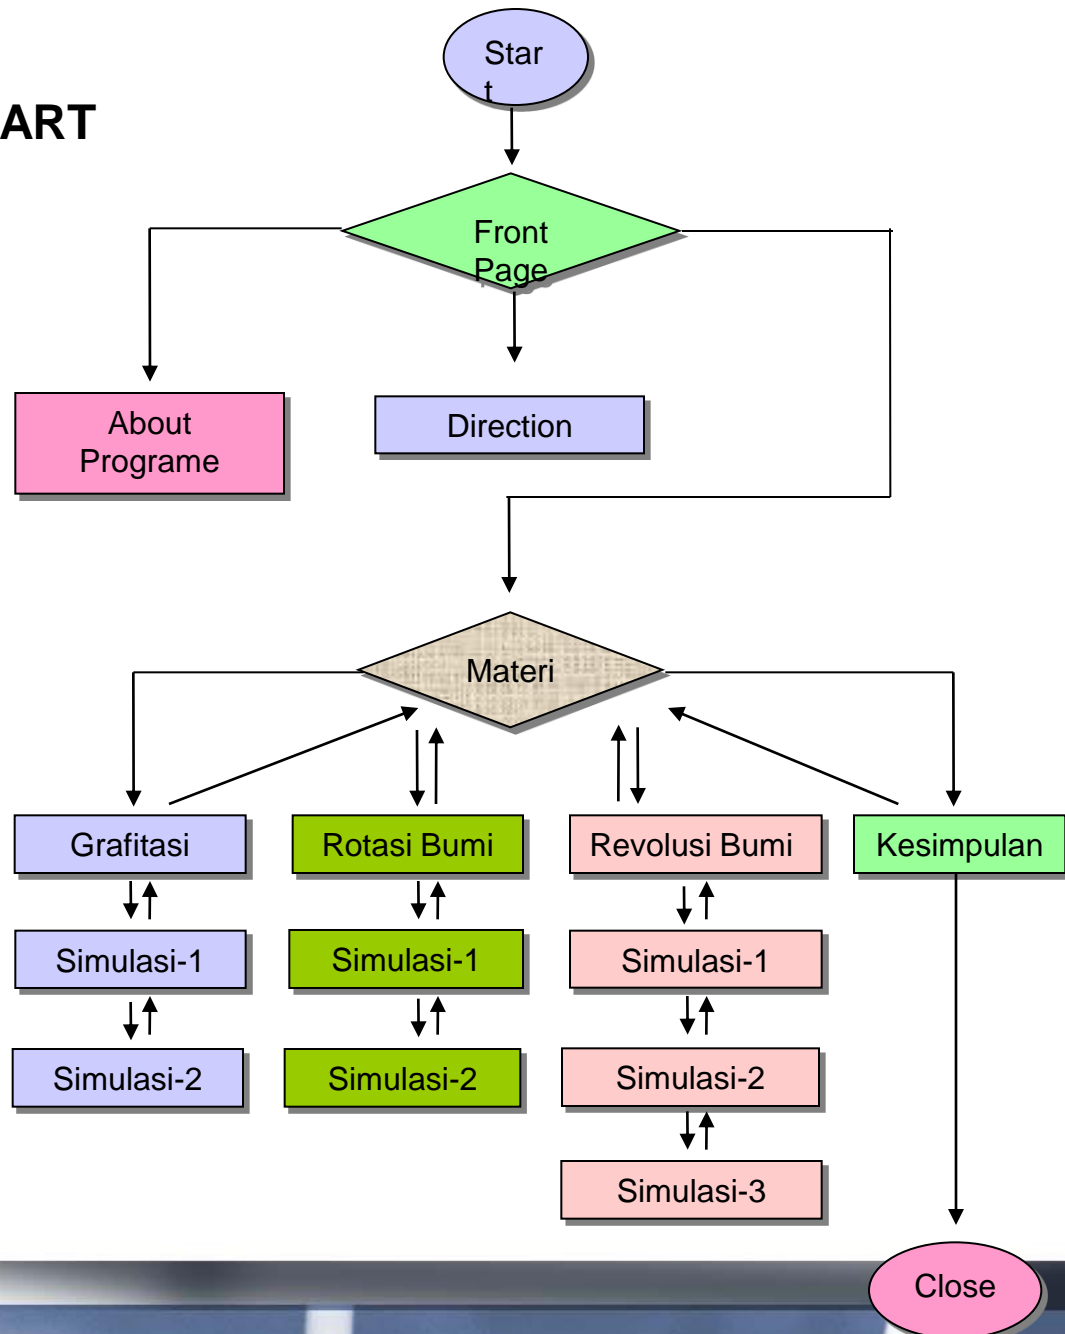 Star
t
ART
Front
Page
About
Programe
Direction
Materi
Grafitasi
Rotasi Bumi
Revolusi Bumi
Kesimpulan
Simulasi-1
Simulasi-1
Simulasi-1
Simulasi-2
Simulasi-2
Simulasi-2
Simulasi-3
Close